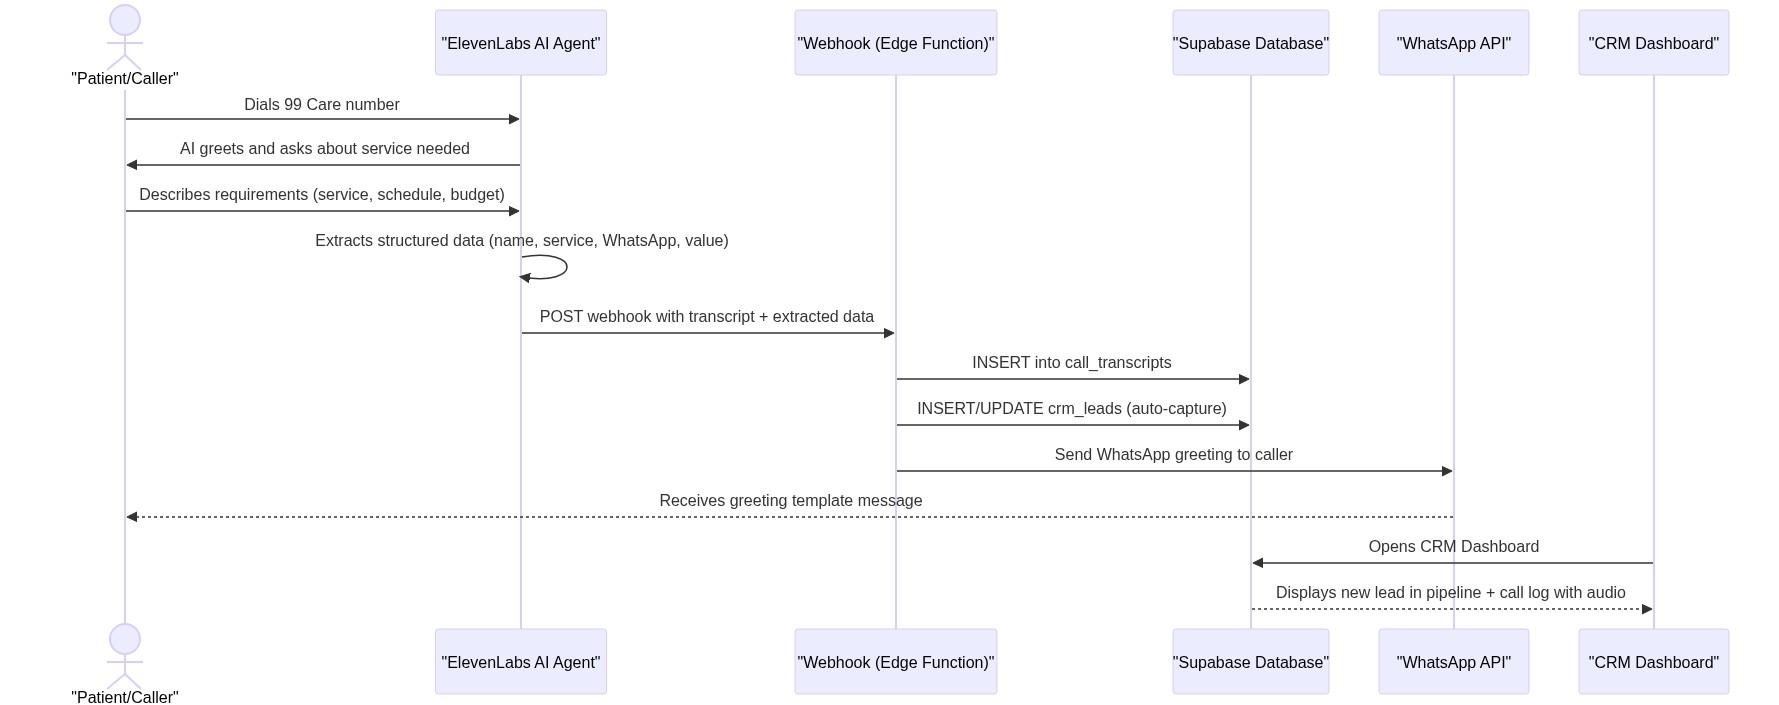 "Patient/Caller"
"ElevenLabs AI Agent"
"Webhook (Edge Function)"
"Supabase Database"
"WhatsApp API"
"CRM Dashboard"
Dials 99 Care number
AI greets and asks about service needed
Describes requirements (service, schedule, budget)
Extracts structured data (name, service, WhatsApp, value)
POST webhook with transcript + extracted data
INSERT into call_transcripts
INSERT/UPDATE crm_leads (auto-capture)
Send WhatsApp greeting to caller
Receives greeting template message
Opens CRM Dashboard
Displays new lead in pipeline + call log with audio
"Patient/Caller"
"ElevenLabs AI Agent"
"Webhook (Edge Function)"
"Supabase Database"
"WhatsApp API"
"CRM Dashboard"